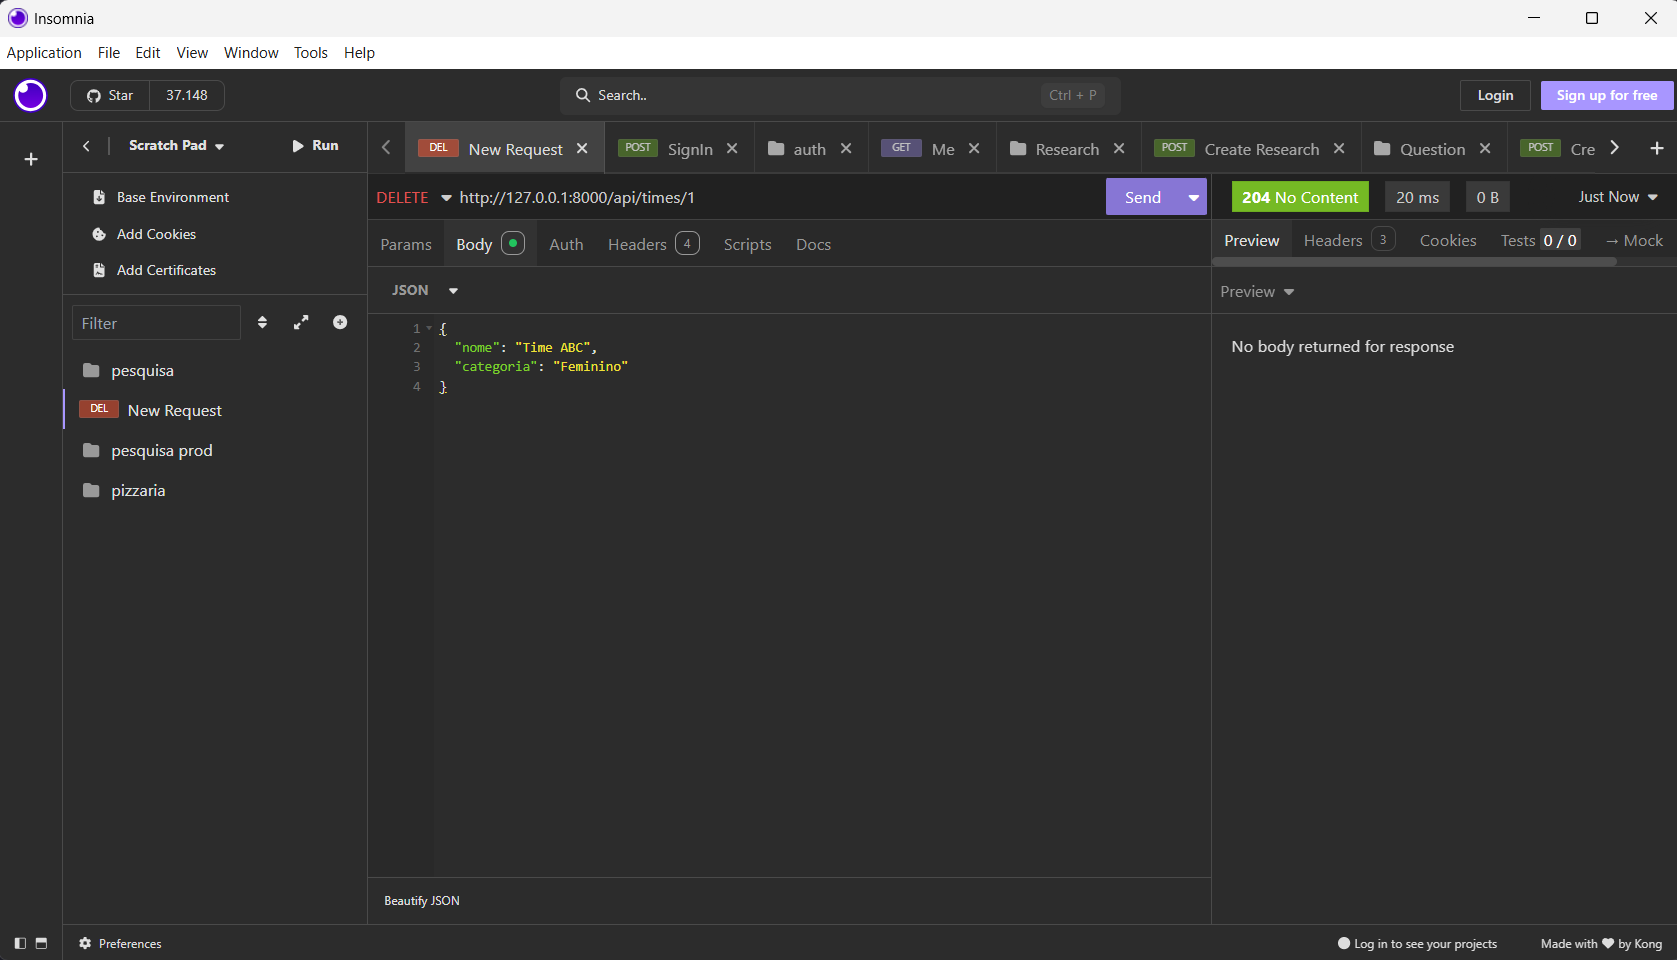 Insomnia
Application File Edit View Window Tools Help
Star 37.148 Search.. Ctrl + P Login Sign up for free
Scratch Pad Run
DEL New Request POST SignIn auth GET Me Research POST Create Research Question POST Cre
Base Environment
Add Cookies
Add Certificates
Filter
pesquisa
DEL New Request
pesquisa prod
pizzaria
DELETE http://127.0.0.1:8000/api/times/1 Send
Params Body Auth Headers 4 Scripts Docs
JSON
1 {
2 "nome": "Time ABC",
3 "categoria": "Feminino"
4 }
Beautify JSON
204 No Content 20 ms 0 B Just Now
Preview Headers 3 Cookies Tests 0 / 0 → Mock
Preview
No body returned for response
Preferences
Log in to see your projects Made with ♥ by Kong